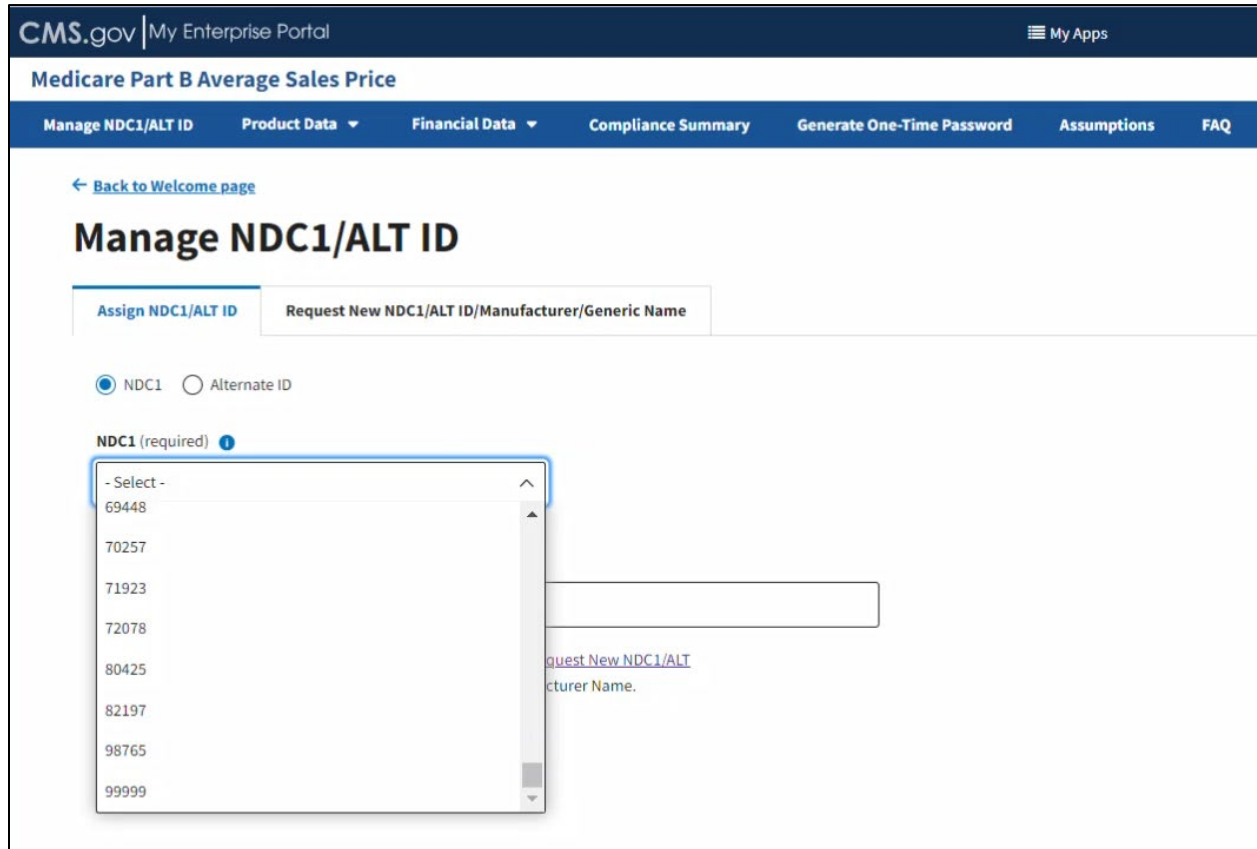 CMS.gov My Enterprise Portal
My Apps
Medicare Part B Average Sales Price
Manage NDC1/ALT ID Product Data Financial Data Compliance Summary Generate One-Time Password Assumptions FAQ
Back to Welcome page
Manage NDC1/ALT ID
Assign NDC1/ALT ID Request New NDC1/ALT ID/Manufacturer/Generic Name
NDC1 Alternate ID
NDC1 (required)
- Select -
69448
70257
71923
72078
80425
82197
98765
99999
quest New NDC1/ALT
cturer Name.